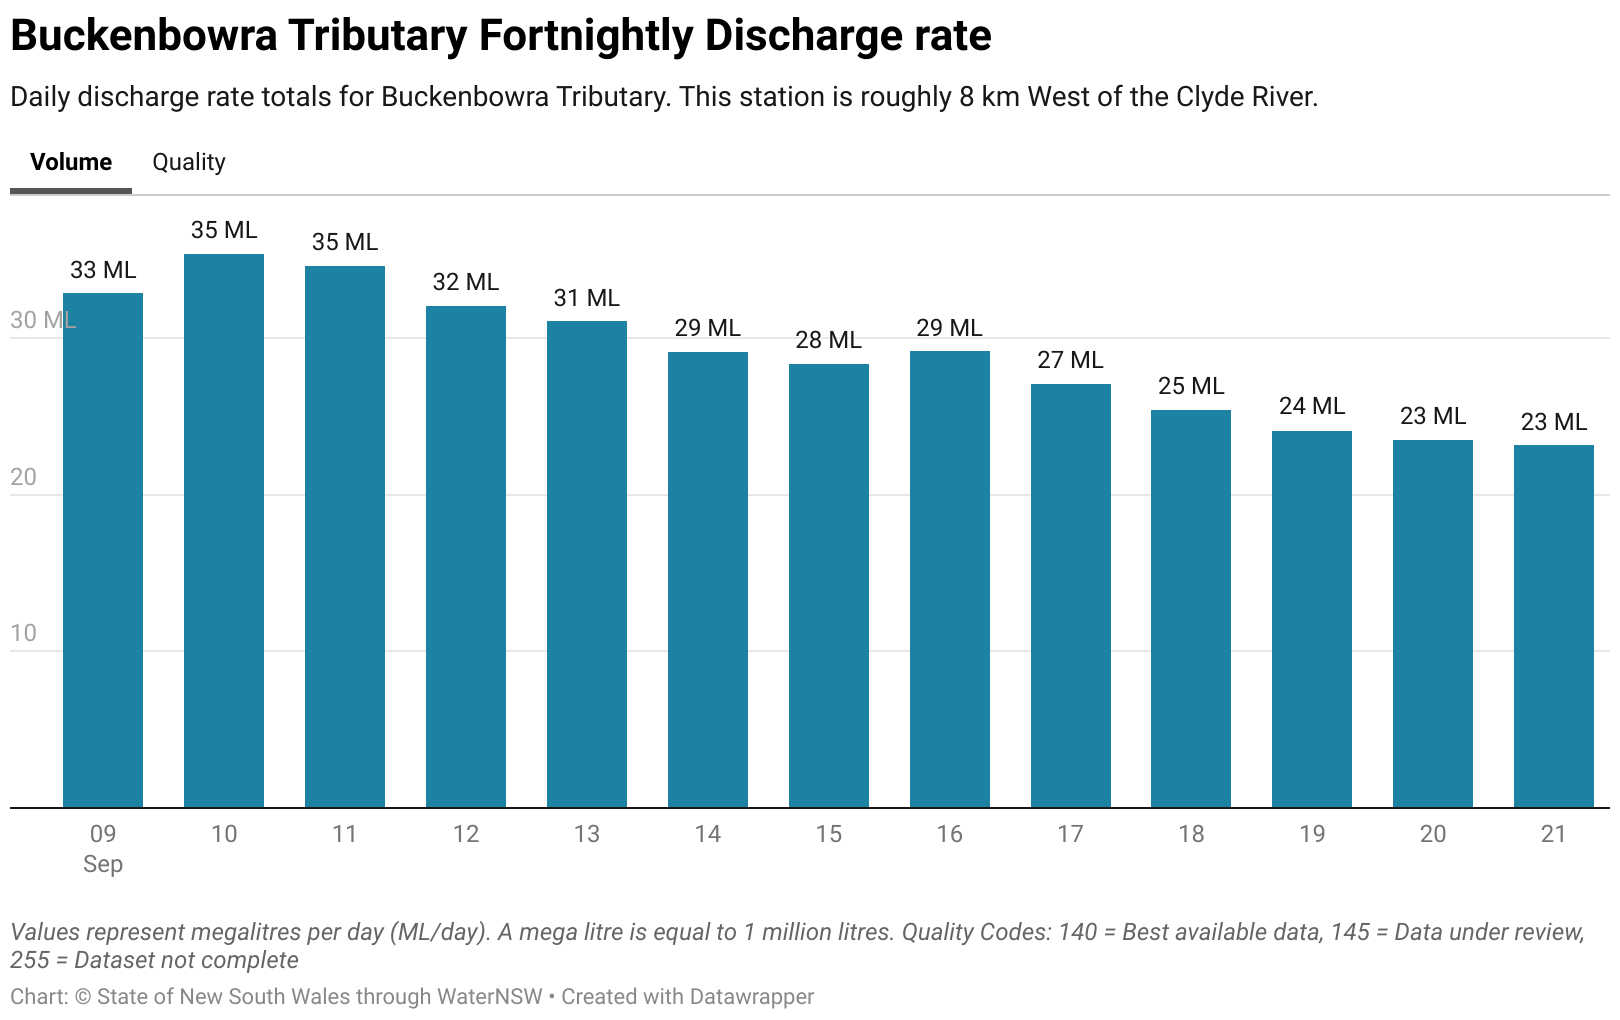 Buckenbowra Tributary Fortnightly Discharge rate
Daily discharge rate totals for Buckenbowra Tributary. This station is roughly 8 km West of the Clyde River.
Volume Quality
35 ML
35 ML
33 ML
32 ML
31 ML
30 ML
29 ML
28 ML
29 ML
27 ML
25 ML
24 ML
23 ML
23 ML
20
10
09 10 11 12 13 14 15 16 17 18 19 20 21
Sep
Values represent megalitres per day (ML/day). A mega litre is equal to 1 million litres. Quality Codes: 140 = Best available data, 145 = Data under review,
255 = Dataset not complete
Chart: © State of New South Wales through WaterNSW • Created with Datawrapper